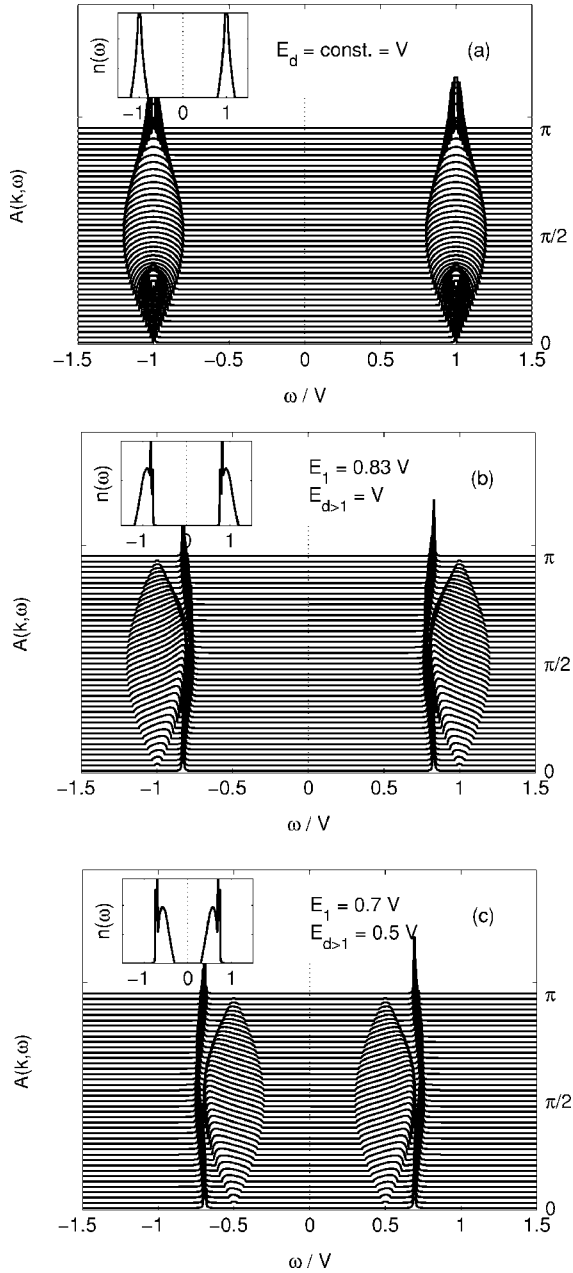 n(ω)
−1 0 1
E_d = const. = V
(a)
A(k,ω)
π
π/2
0
−1.5 −1 −0.5 0 0.5 1 1.5
ω / V
n(ω)
−1 0 1
E_1 = 0.83 V
E_{d>1} = V
(b)
A(k,ω)
π
π/2
0
−1.5 −1 −0.5 0 0.5 1 1.5
ω / V
n(ω)
−1 0 1
E_1 = 0.7 V
E_{d>1} = 0.5 V
(c)
A(k,ω)
π
π/2
0
−1.5 −1 −0.5 0 0.5 1 1.5
ω / V